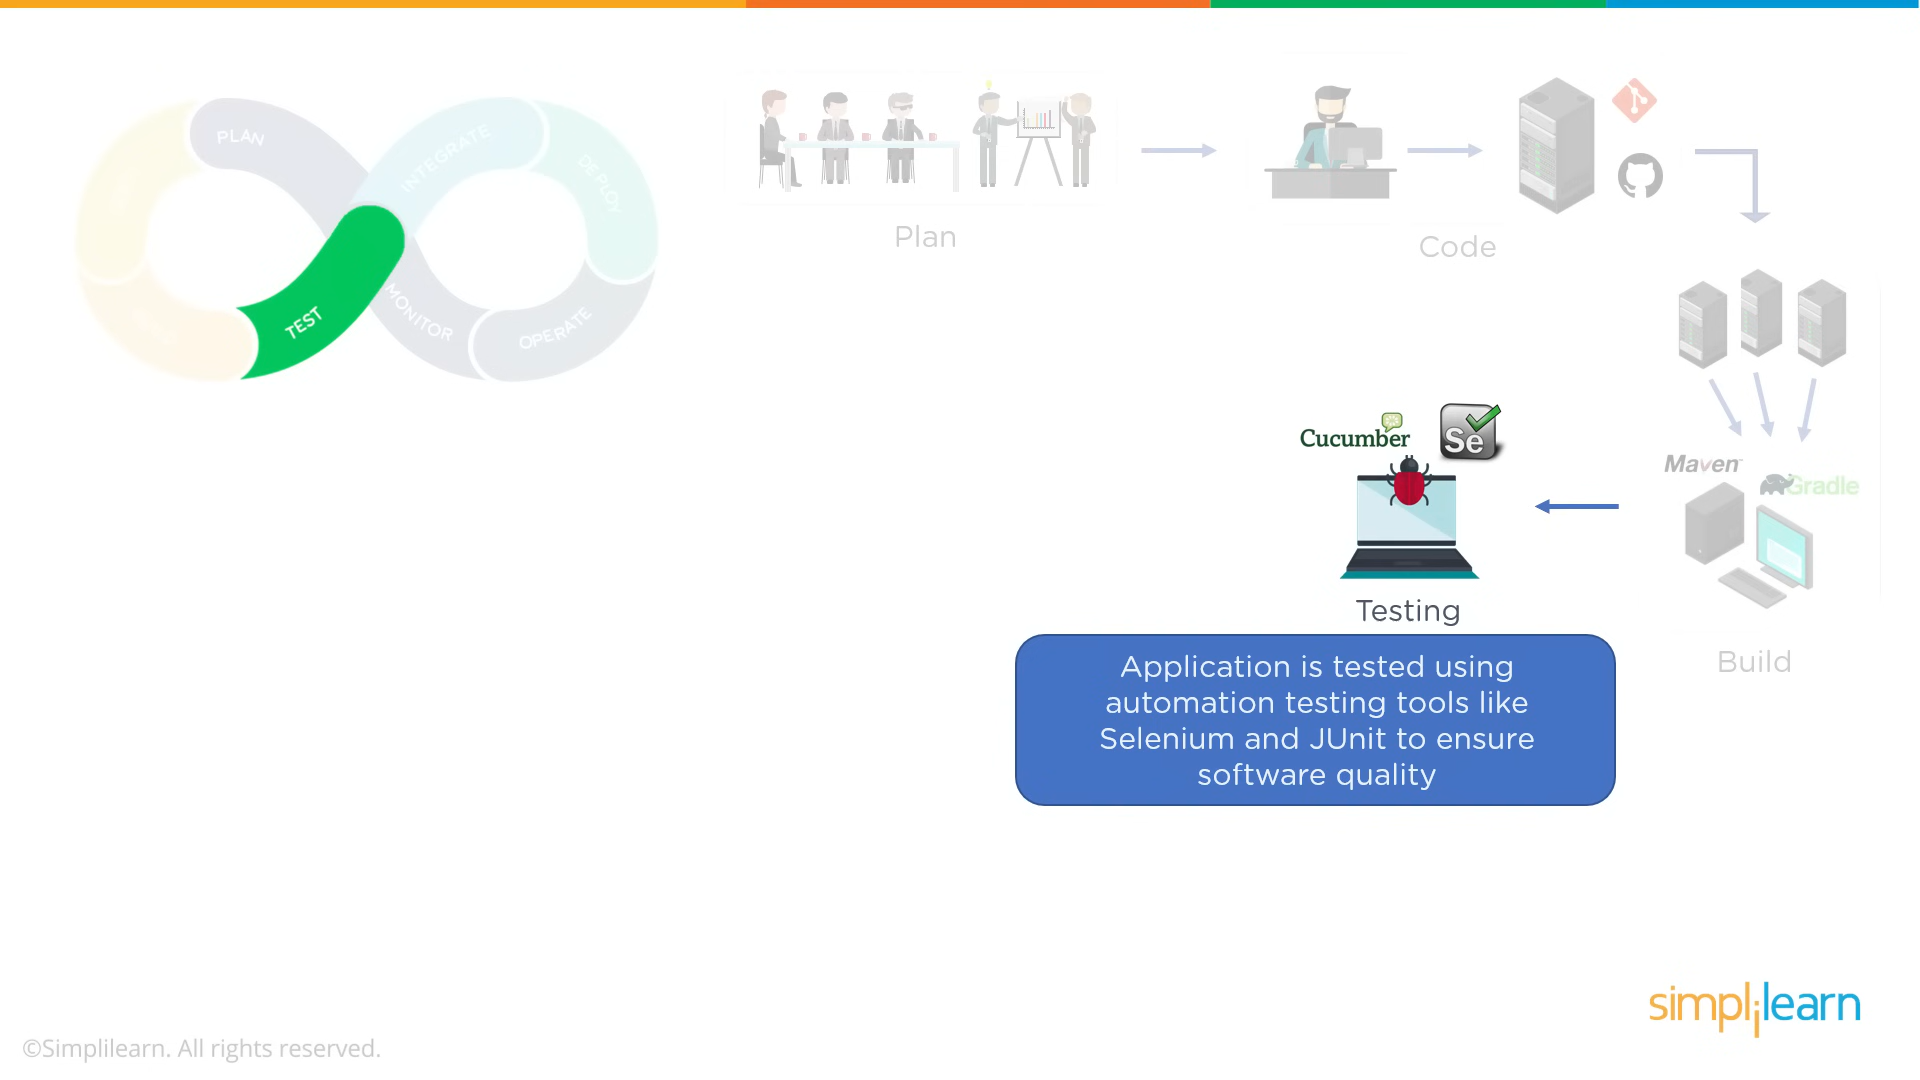 PLAN
INTEGRATE
DEPLOY
TEST
MONITOR
OPERATE
Plan
Code
Cucumber
Se
Maven
Gradle
Testing
Build
Application is tested using
automation testing tools like
Selenium and JUnit to ensure
software quality
simplilearn
©Simplilearn. All rights reserved.